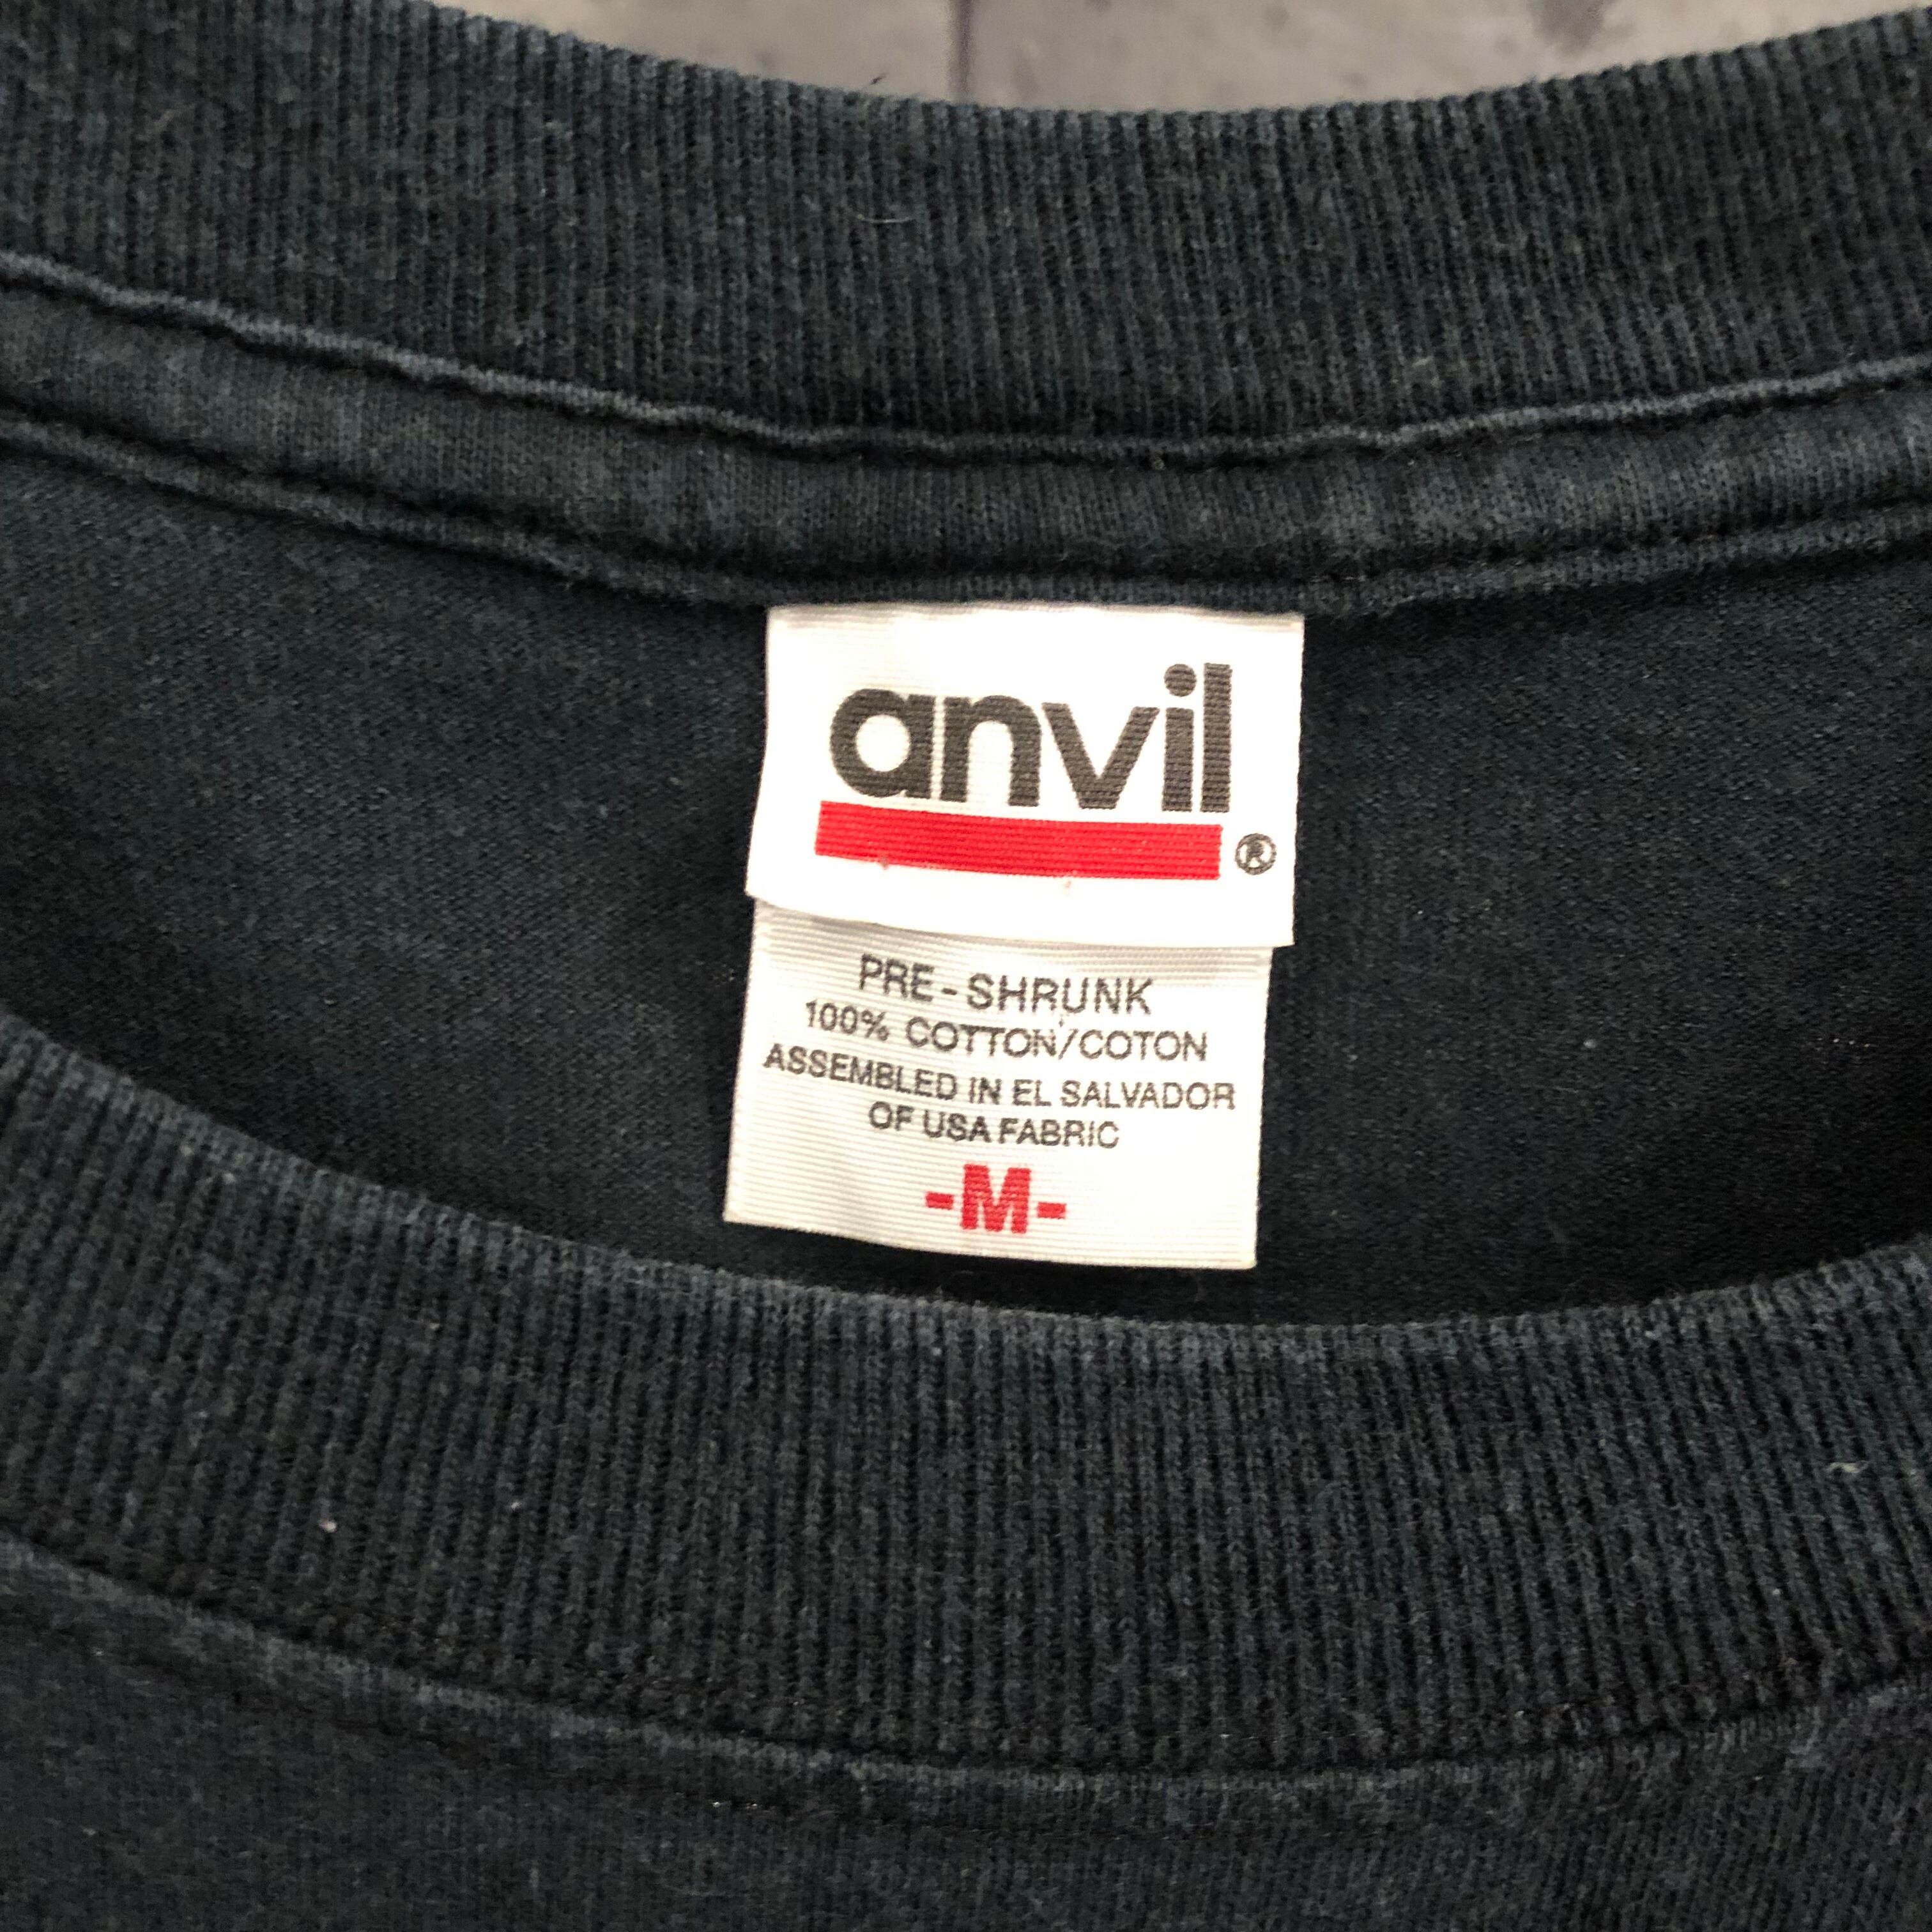 anvil
®
PRE-SHRUNK
100% COTTON/COTON
ASSEMBLED IN EL SALVADOR
OF USA FABRIC
-M-